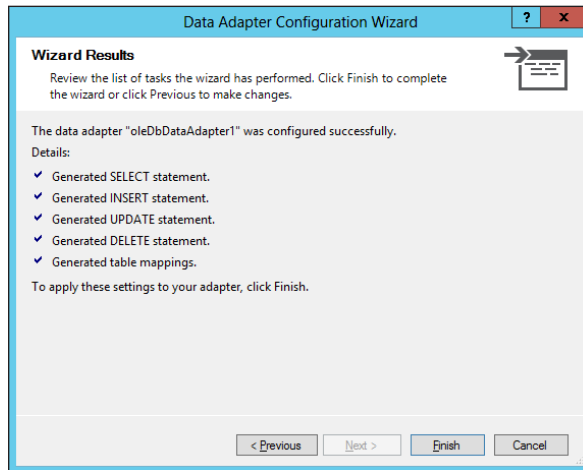 Data Adapter Configuration Wizard
?
x
Wizard Results
Review the list of tasks the wizard has performed. Click Finish to complete
the wizard or click Previous to make changes.
The data adapter "oleDbDataAdapter1" was configured successfully.
Details:
Generated SELECT statement.
Generated INSERT statement.
Generated UPDATE statement.
Generated DELETE statement.
Generated table mappings.
To apply these settings to your adapter, click Finish.
< Previous Next > Finish Cancel